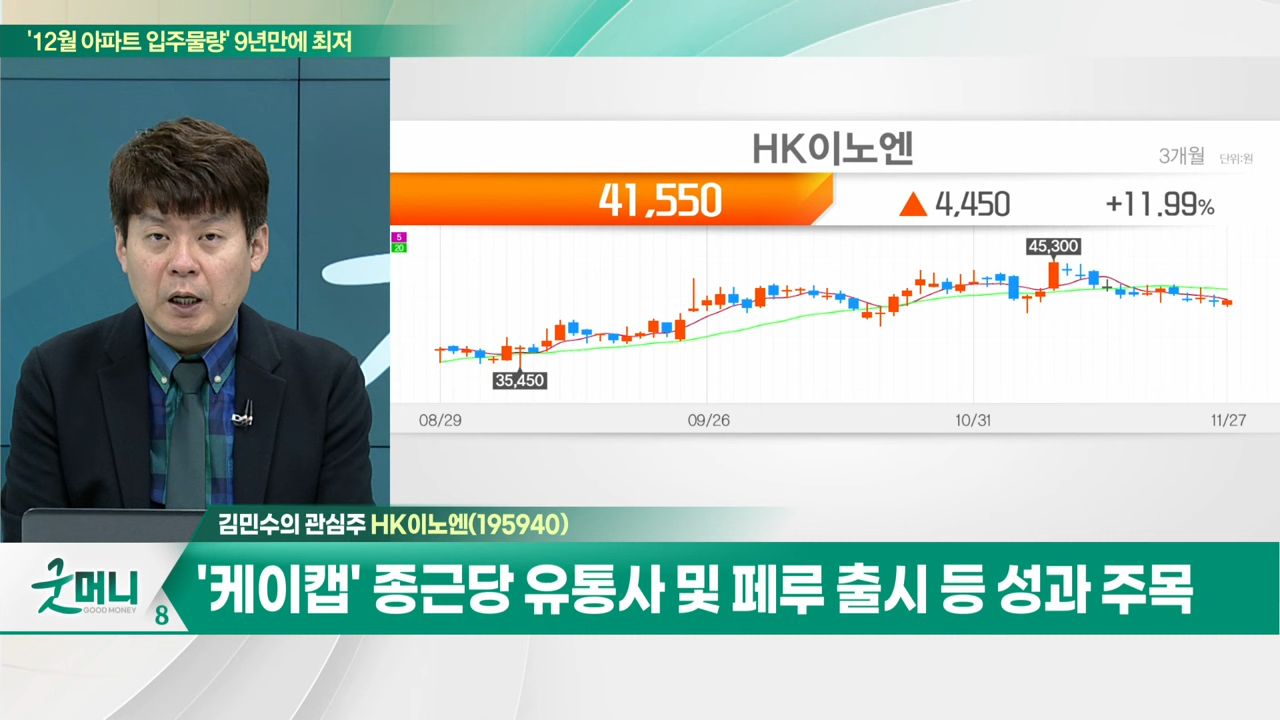 '12월 아파트 입주물량' 9년만에 최저
HK이노엔
3개월 단위:원
41,550 ▲ 4,450 +11.99%
5
20
45,300
35,450
08/29 09/26 10/31 11/27
김민수의 관심주 HK이노엔(195940)
굿머니
GOOD MONEY
8
'케이캡' 종근당 유통사 및 페루 출시 등 성과 주목